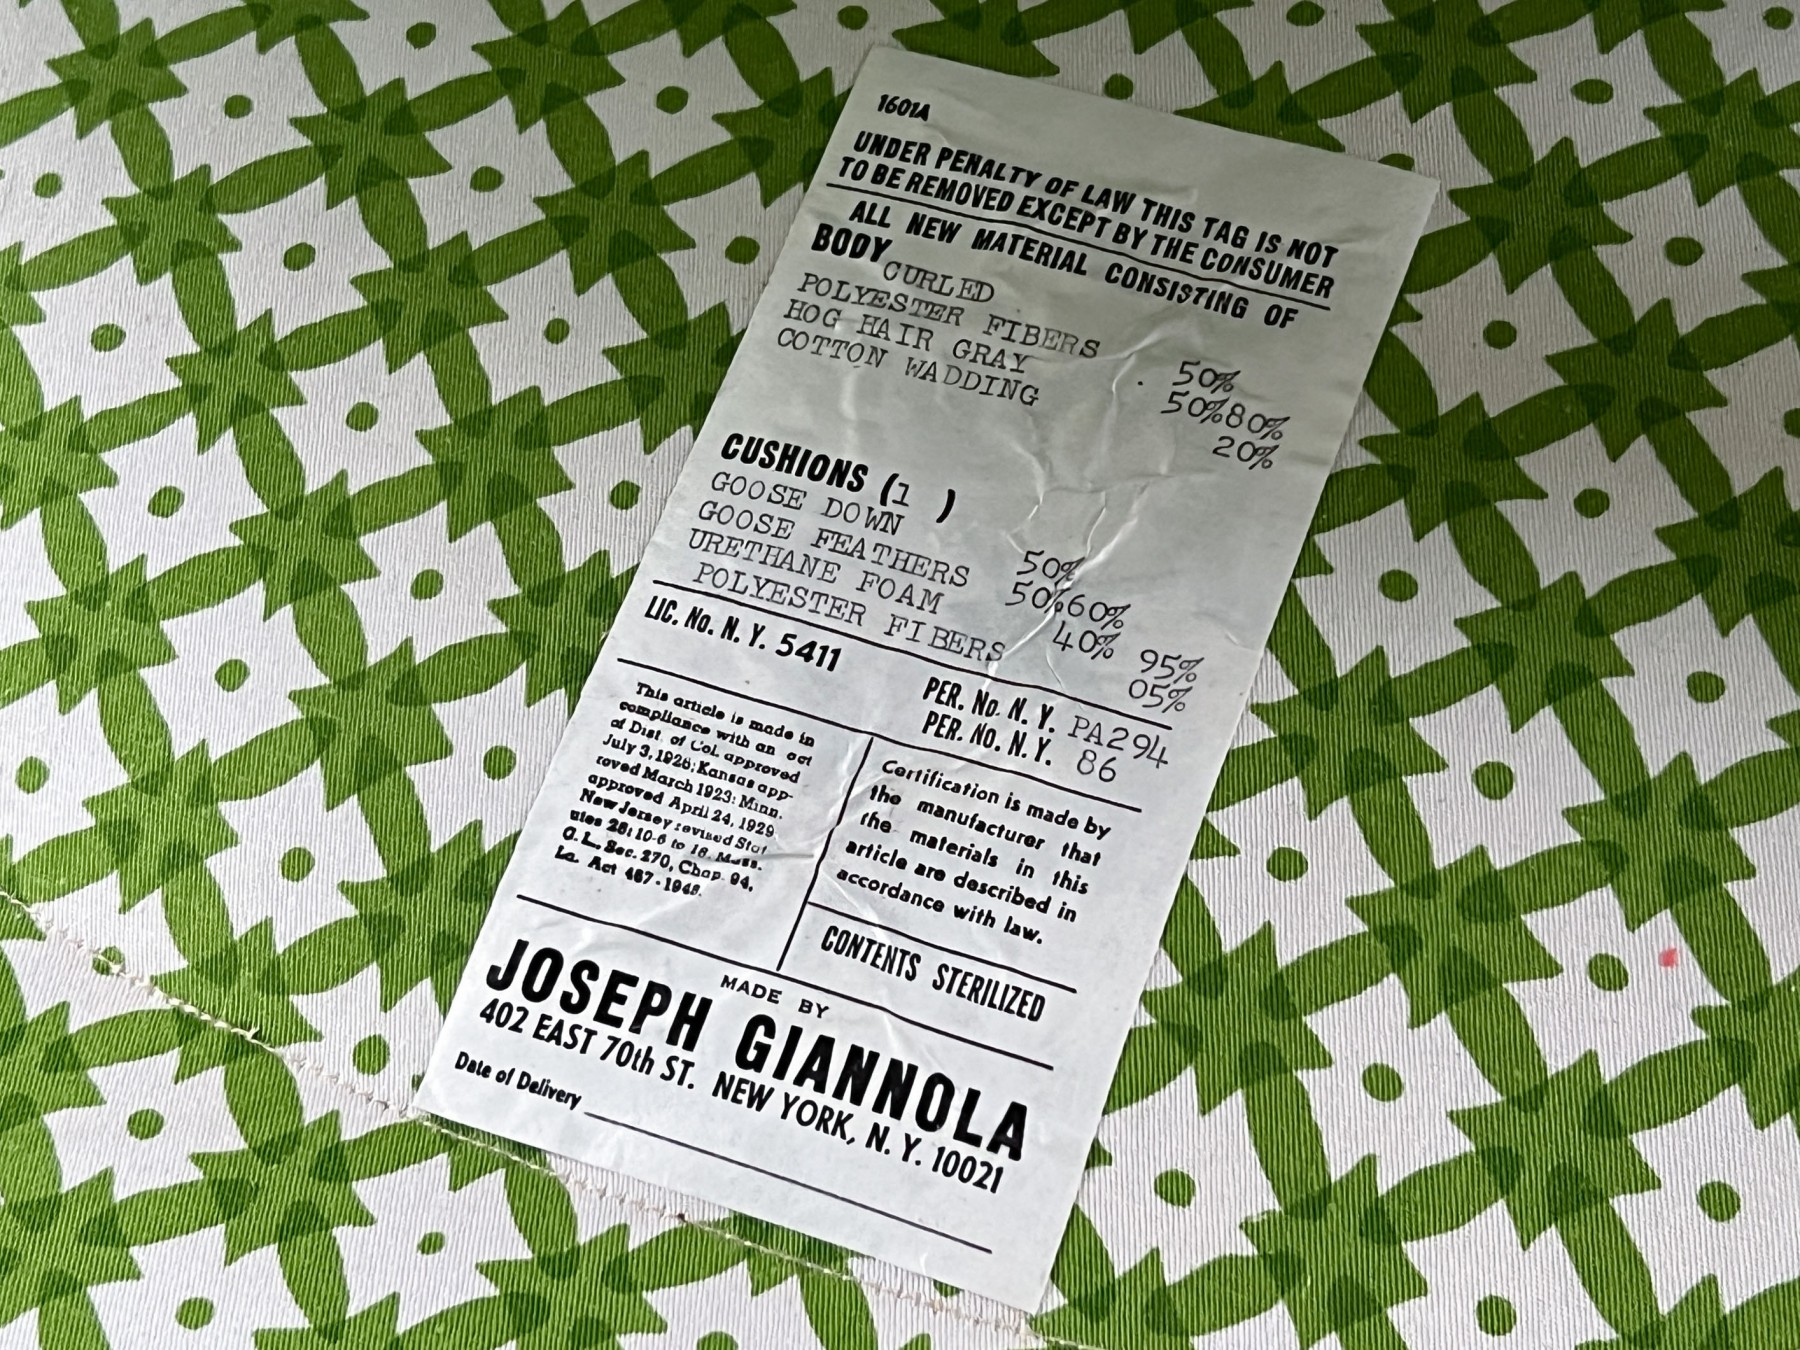 1601A
UNDER PENALTY OF LAW THIS TAG IS NOT
TO BE REMOVED EXCEPT BY THE CONSUMER
ALL NEW MATERIAL CONSISTING OF
BODY
CURLED
POLYESTER FIBERS . 50%
HOG HAIR GRAY 50%80%
COTTON WADDING 20%
CUSHIONS (1 )
GOOSE DOWN 50%
GOOSE FEATHERS 50%60%
URETHANE FOAM 40% 95%
POLYESTER FIBERS 05%
LIC. No. N. Y. 5411
PER. No. N. Y. PA294
PER. No. N. Y. 86
This article is made in
compliance with an act
of Dist. of Col. approved
July 3, 1926; Kansas app-
roved March 1923: Minn.
approved April 24, 1929
New Jersey revised Stat
utes 26: 10-6 to 18. Mass.
G. L., Sec. 270, Chap. 94,
La. Act 467 - 1948.
Certification is made by
the manufacturer that
the materials in this
article are described in
accordance with law.
CONTENTS STERILIZED
MADE BY
JOSEPH GIANNOLA
402 EAST 70th ST. NEW YORK, N. Y. 10021
Date of Delivery